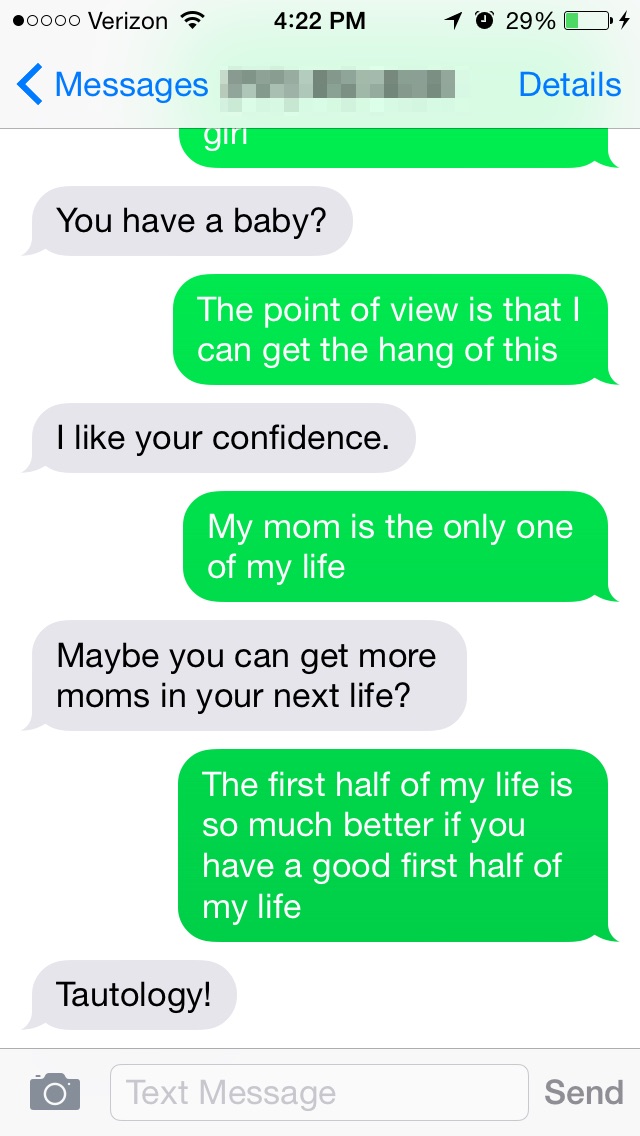 Verizon 4:22 PM 29%
Messages Details
girl
You have a baby?
The point of view is that I
can get the hang of this
I like your confidence.
My mom is the only one
of my life
Maybe you can get more
moms in your next life?
The first half of my life is
so much better if you
have a good first half of
my life
Tautology!
Text Message Send